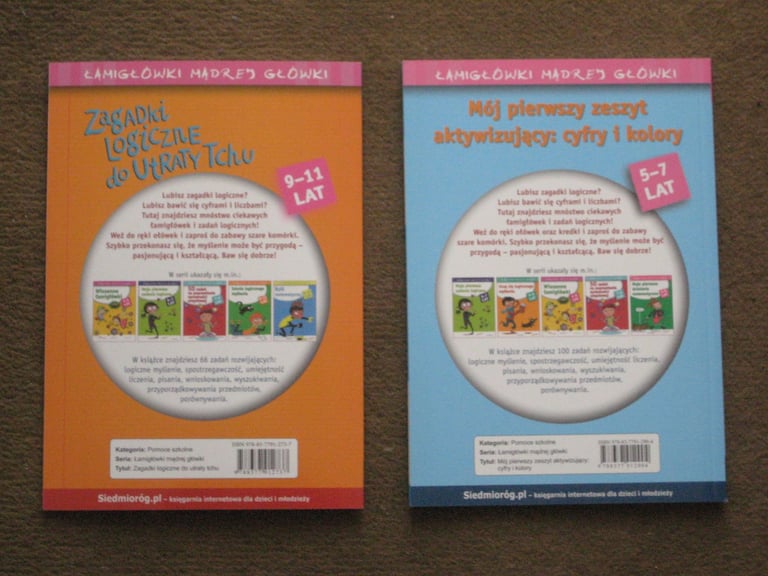 ŁAMIGŁÓWKI MĄDREJ GŁÓWKI
ZAGADKI
LOGICZNE
do UtRATy Tchu
9–11
LAT
Lubisz zagadki logiczne?
Lubisz bawić się cyframi i liczbami?
Tutaj znajdziesz mnóstwo ciekawych
łamigłówek i zadań logicznych!
Weź do ręki ołówek i zaproś do zabawy szare komórki.
Szybko przekonasz się, że myślenie może być przygodą –
pasjonującą i kształcącą. Baw się dobrze!
W serii ukazały się m.in.:
Wiosenne
łamigłówki
W książce znajdziesz 66 zadań rozwijających:
logiczne myślenie, spostrzegawczość, umiejętność
liczenia, pisania, wnioskowania, wyszukiwania,
przyporządkowywania przedmiotów,
porównywania.
Kategoria: Pomoce szkolne
Seria: Łamigłówki mądrej główki
Tytuł: Zagadki logiczne do utraty tchu
Siedmioróg.pl – księgarnia internetowa dla dzieci i młodzieży
ŁAMIGŁÓWKI MĄDREJ GŁÓWKI
Mój pierwszy zeszyt
aktywizujący: cyfry i kolory
5–7
LAT
Lubisz zagadki logiczne?
Lubisz bawić się cyframi i liczbami?
Tutaj znajdziesz mnóstwo ciekawych
łamigłówek i zadań logicznych!
Weź do ręki ołówek oraz kredki i zaproś do zabawy
szare komórki. Szybko przekonasz się, że myślenie może być
przygodą – pasjonującą i kształcącą. Baw się dobrze!
W serii ukazały się m.in.:
Wiosenne
łamigłówki
W książce znajdziesz 100 zadań rozwijających:
logiczne myślenie, spostrzegawczość, umiejętność liczenia,
pisania, wnioskowania, wyszukiwania,
przyporządkowywania przedmiotów,
porównywania.
Kategoria: Pomoce szkolne
Seria: Łamigłówki mądrej główki
Tytuł: Mój pierwszy zeszyt aktywizujący:
cyfry i kolory
Siedmioróg.pl – księgarnia internetowa dla dzieci i młodzieży